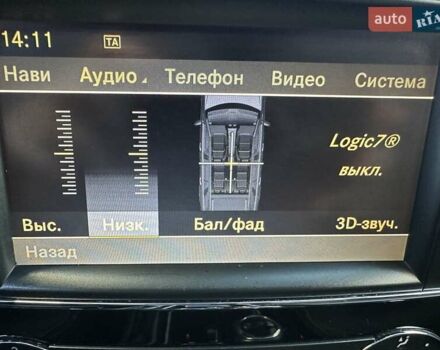 auto RIA
14:11 TA
Нави Аудио Телефон Видео Система
Logic7®
выкл.
Выс. Низк. Бал/фад 3D-звуч.
Назад